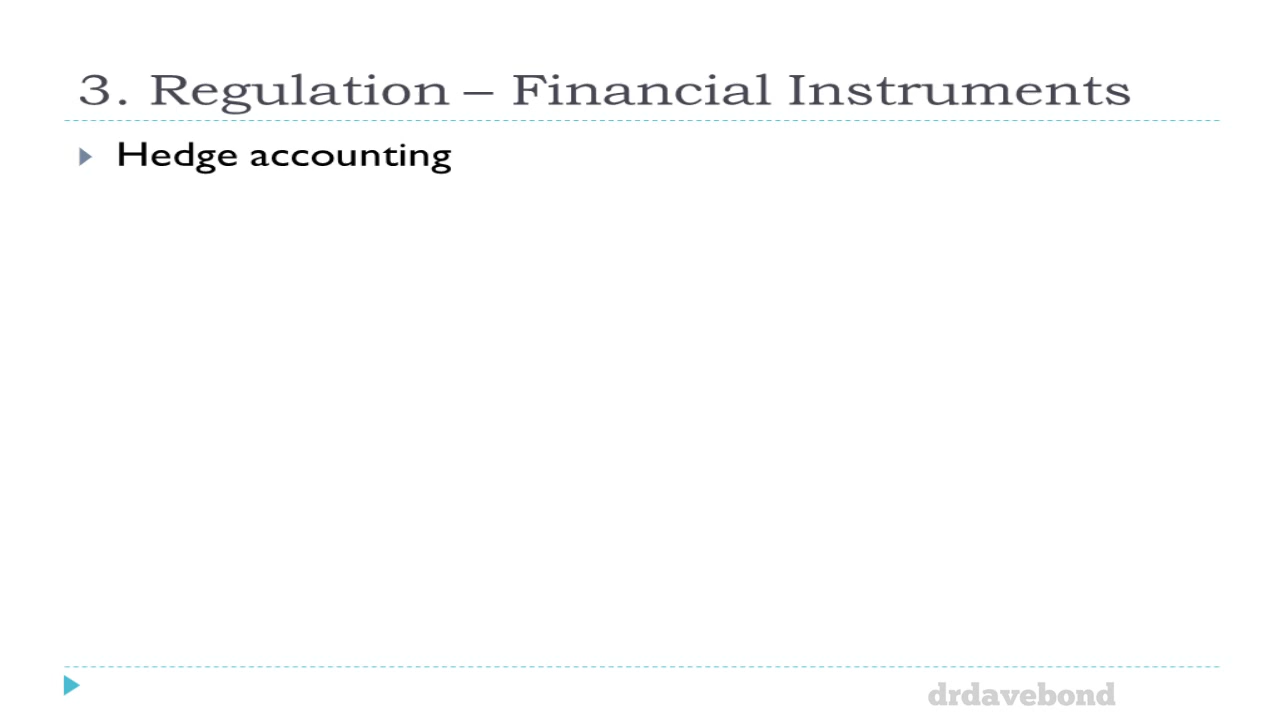 3. Regulation – Financial Instruments
Hedge accounting
drdavebond